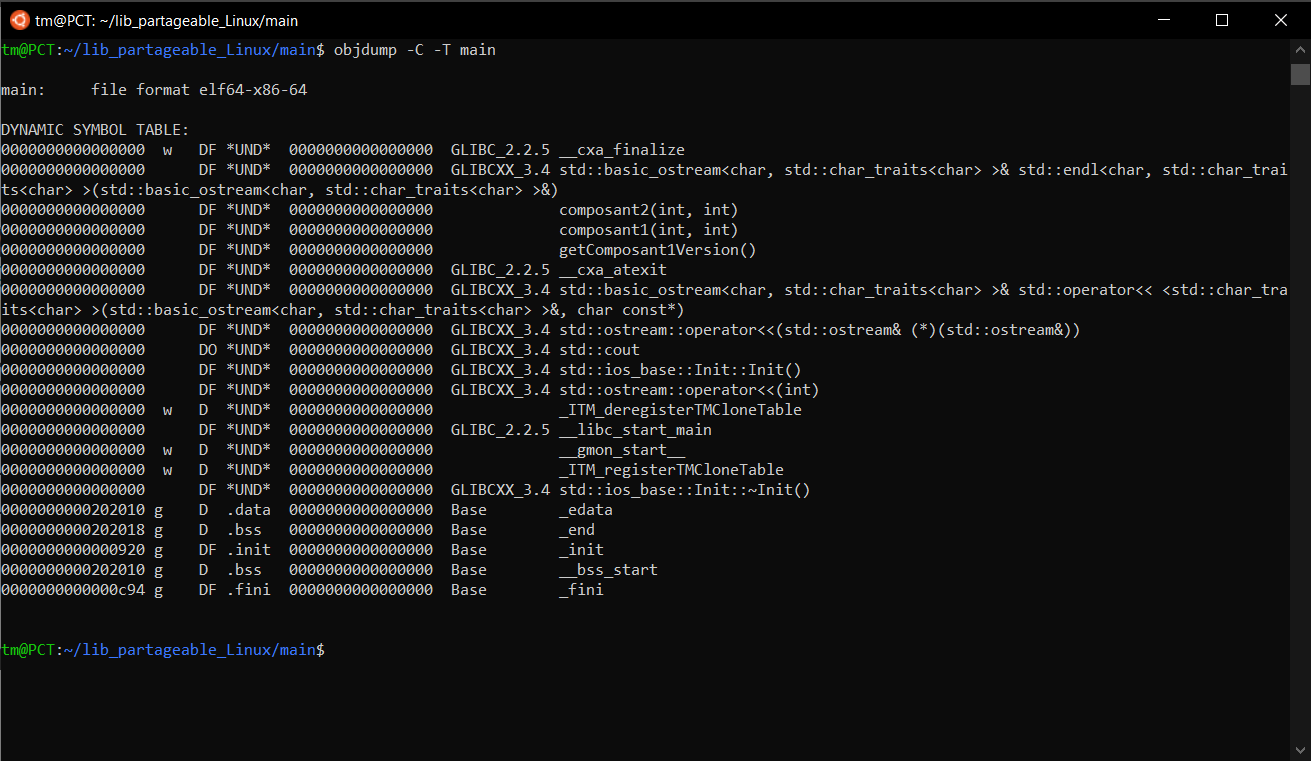 tm@PCT: ~/lib_partageable_Linux/main
tm@PCT:~/lib_partageable_Linux/main$ objdump -C -T main
main:     file format elf64-x86-64
DYNAMIC SYMBOL TABLE:
0000000000000000  w   DF *UND*  0000000000000000  GLIBC_2.2.5 __cxa_finalize
0000000000000000      DF *UND*  0000000000000000  GLIBCXX_3.4 std::basic_ostream<char, std::char_traits<char> >& std::endl<char, std::char_trai
ts<char> >(std::basic_ostream<char, std::char_traits<char> >&)
0000000000000000      DF *UND*  0000000000000000              composant2(int, int)
0000000000000000      DF *UND*  0000000000000000              composant1(int, int)
0000000000000000      DF *UND*  0000000000000000              getComposant1Version()
0000000000000000      DF *UND*  0000000000000000  GLIBC_2.2.5 __cxa_atexit
0000000000000000      DF *UND*  0000000000000000  GLIBCXX_3.4 std::basic_ostream<char, std::char_traits<char> >& std::operator<< <std::char_tra
its<char> >(std::basic_ostream<char, std::char_traits<char> >&, char const*)
0000000000000000      DF *UND*  0000000000000000  GLIBCXX_3.4 std::ostream::operator<<(std::ostream& (*)(std::ostream&))
0000000000000000      DO *UND*  0000000000000000  GLIBCXX_3.4 std::cout
0000000000000000      DF *UND*  0000000000000000  GLIBCXX_3.4 std::ios_base::Init::Init()
0000000000000000      DF *UND*  0000000000000000  GLIBCXX_3.4 std::ostream::operator<<(int)
0000000000000000  w   D  *UND*  0000000000000000              _ITM_deregisterTMCloneTable
0000000000000000      DF *UND*  0000000000000000  GLIBC_2.2.5 __libc_start_main
0000000000000000  w   D  *UND*  0000000000000000              __gmon_start__
0000000000000000  w   D  *UND*  0000000000000000              _ITM_registerTMCloneTable
0000000000000000      DF *UND*  0000000000000000  GLIBCXX_3.4 std::ios_base::Init::~Init()
0000000000202010 g    D  .data  0000000000000000  Base        _edata
0000000000202018 g    D  .bss   0000000000000000  Base        _end
0000000000000920 g    DF .init  0000000000000000  Base        _init
0000000000202010 g    D  .bss   0000000000000000  Base        __bss_start
0000000000000c94 g    DF .fini  0000000000000000  Base        _fini
tm@PCT:~/lib_partageable_Linux/main$